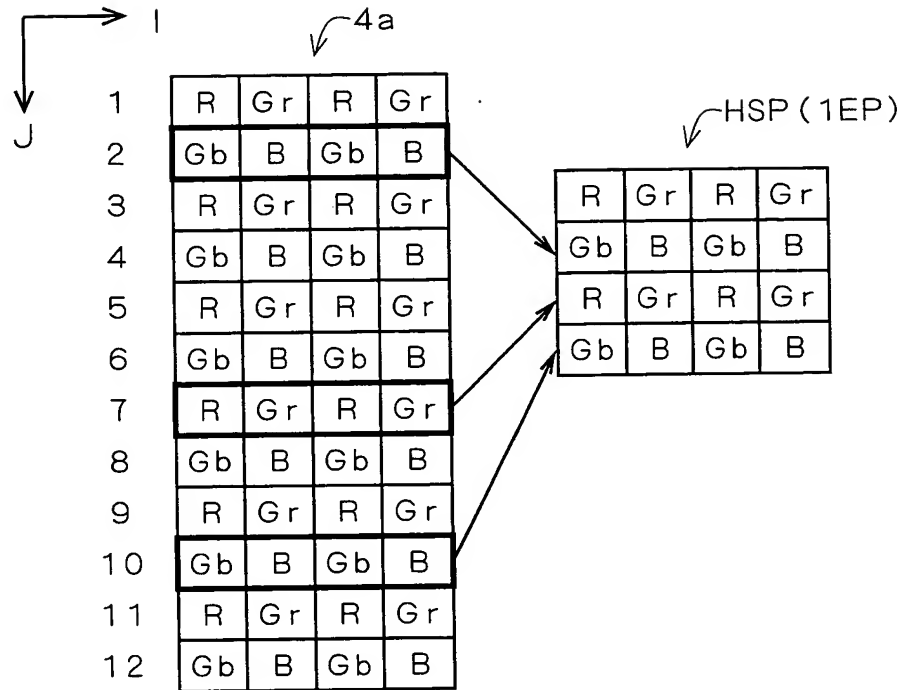 I
J
4a
1 R Gr R Gr
2 Gb B Gb B
3 R Gr R Gr
4 Gb B Gb B
5 R Gr R Gr
6 Gb B Gb B
7 R Gr R Gr
8 Gb B Gb B
9 R Gr R Gr
10 Gb B Gb B
11 R Gr R Gr
12 Gb B Gb B
HSP (1EP)
R Gr R Gr
Gb B Gb B
R Gr R Gr
Gb B Gb B